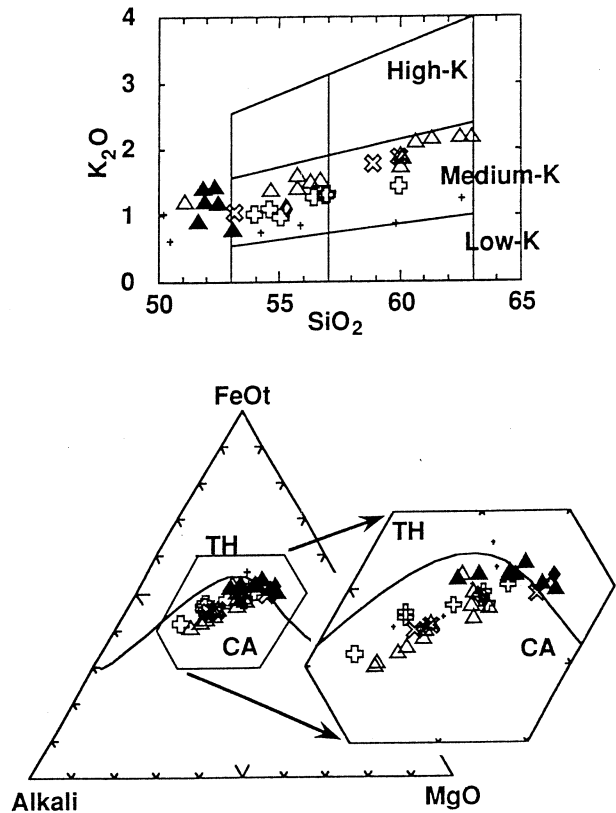 4
3
2
1
0
K₂O
High-K
Medium-K
Low-K
50 55 60 65
SiO₂
FeOt
TH
CA
TH
CA
Alkali
MgO